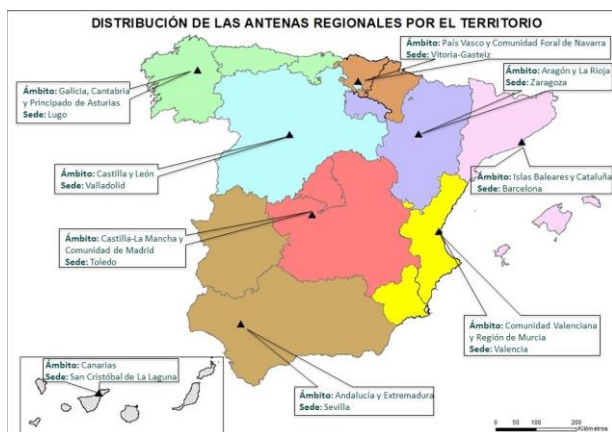 DISTRIBUCIÓN DE LAS ANTENAS REGIONALES POR EL TERRITORIO
Ámbito: País Vasco y Comunidad Foral de Navarra
Sede: Vitoria-Gasteiz
Ámbito: Aragón y La Rioja
Sede: Zaragoza
Ámbito: Galicia, Cantabria
y Principado de Asturias
Sede: Lugo
Ámbito: Castilla y León
Sede: Valladolid
Ámbito: Islas Baleares y Cataluña
Sede: Barcelona
Ámbito: Castilla-La Mancha y
Comunidad de Madrid
Sede: Toledo
Ámbito: Comunidad Valenciana
y Región de Murcia
Sede: Valencia
Ámbito: Canarias
Sede: San Cristóbal de La Laguna
Ámbito: Andalucía y Extremadura
Sede: Sevilla
0 50 100 200
Kilómetros